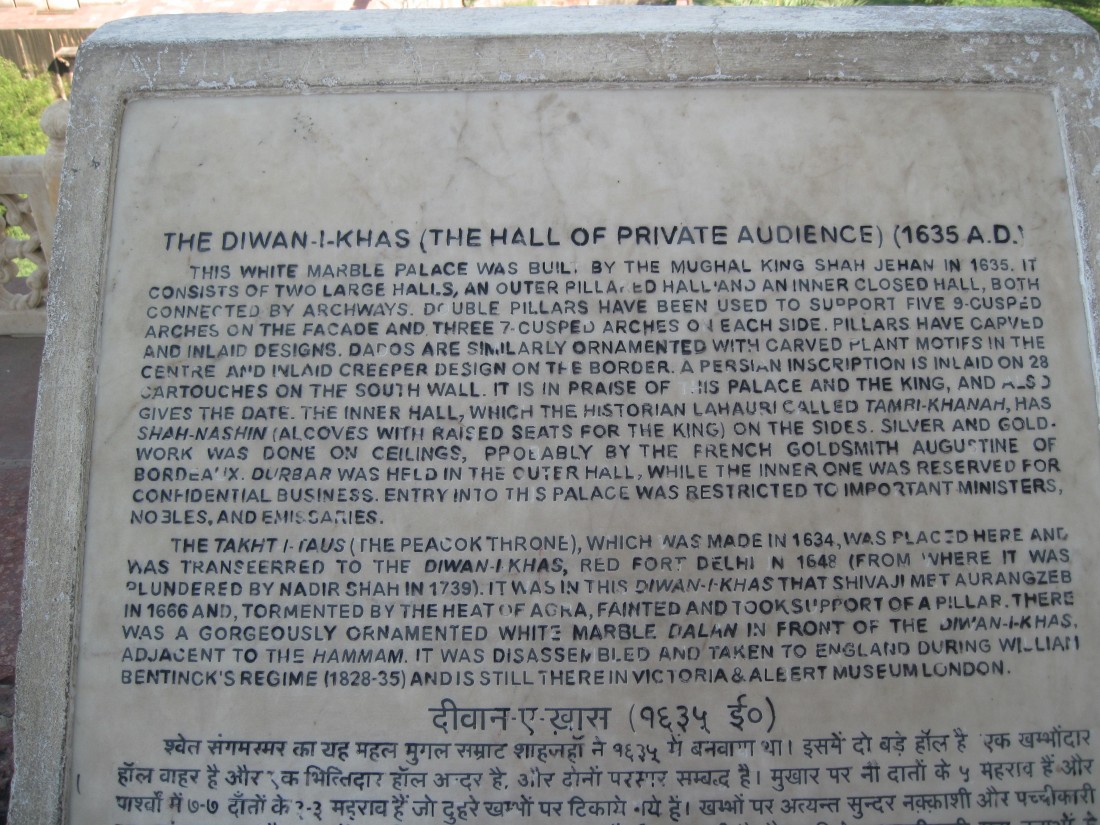 THE DIWAN-I-KHAS (THE HALL OF PRIVATE AUDIENCE) (1635 A.D.)
THIS WHITE MARBLE PALACE WAS BUILT BY THE MUGHAL KING SHAH JEHAN IN 1635. IT
CONSISTS OF TWO LARGE HALLS, AN OUTER PILLARED HALL AND AN INNER CLOSED HALL, BOTH
CONNECTED BY ARCHWAYS. DOUBLE PILLARS HAVE BEEN USED TO SUPPORT FIVE 9-CUSPED
ARCHES ON THE FACADE AND THREE 7-CUSPED ARCHES ON EACH SIDE. PILLARS HAVE CARVED
AND INLAID DESIGNS. DADOS ARE SIMILARLY ORNAMENTED WITH CARVED PLANT MOTIFS IN THE
CENTRE AND INLAID CREEPER DESIGN ON THE BORDER. A PERSIAN INSCRIPTION IS INLAID ON 28
CARTOUCHES ON THE SOUTH WALL. IT IS IN PRAISE OF THIS PALACE AND THE KING, AND ALSO
GIVES THE DATE. THE INNER HALL, WHICH THE HISTORIAN LAHAURI CALLED TAMBI-KHANAH, HAS
SHAH-NASHIN (ALCOVES WITH RAISED SEATS FOR THE KING) ON THE SIDES. SILVER AND GOLD-
WORK WAS DONE ON CEILINGS, PROBABLY BY THE FRENCH GOLDSMITH AUGUSTINE OF
BORDEAUX. DURBAR WAS HELD IN THE OUTER HALL, WHILE THE INNER ONE WAS RESERVED FOR
CONFIDENTIAL BUSINESS. ENTRY INTO THIS PALACE WAS RESTRICTED TO IMPORTANT MINISTERS,
NOBLES, AND EMISSARIES.
THE TAKHT-I-TAUS (THE PEACOK THRONE), WHICH WAS MADE IN 1634, WAS PLACED HERE AND
WAS TRANSFERRED TO THE DIWAN-I-KHAS, RED FORT DELHI IN 1648 (FROM WHERE IT WAS
PLUNDERED BY NADIR SHAH IN 1739). IT WAS IN THIS DIWAN-I-KHAS THAT SHIVAJI MET AURANGZEB
IN 1666 AND, TORMENTED BY THE HEAT OF AGRA, FAINTED AND TOOK SUPPORT OF A PILLAR. THERE
WAS A GORGEOUSLY ORNAMENTED WHITE MARBLE DALAN IN FRONT OF THE DIWAN-I-KHAS,
ADJACENT TO THE HAMMAM. IT WAS DISASSEMBLED AND TAKEN TO ENGLAND DURING WILLIAM
BENTINCK'S REGIME (1828-35) AND IS STILL THERE IN VICTORIA & ALBERT MUSEUM LONDON.
दीवान-ए-ख़ास (१६३५ ई०)
श्वेत संगमरमर का यह महल मुगल सम्राट शाहजहाँ ने १६३५ में बनवाया था। इसमें दो बड़े हॉल है एक खम्भोंदार
हॉल बाहर है और एक भित्तिदार हॉल अन्दर है, और दोनों परस्पर सम्बद्ध है। मुखार पर नौ दातों के ५ महराव हैं और
पार्श्वों में ७-७ दाँतों के ३-३ महराव हैं जो दुहरे खम्भों पर टिकाये गये हैं। खम्भों पर अत्यन्त सुन्दर नक्काशी और पच्चीकारी